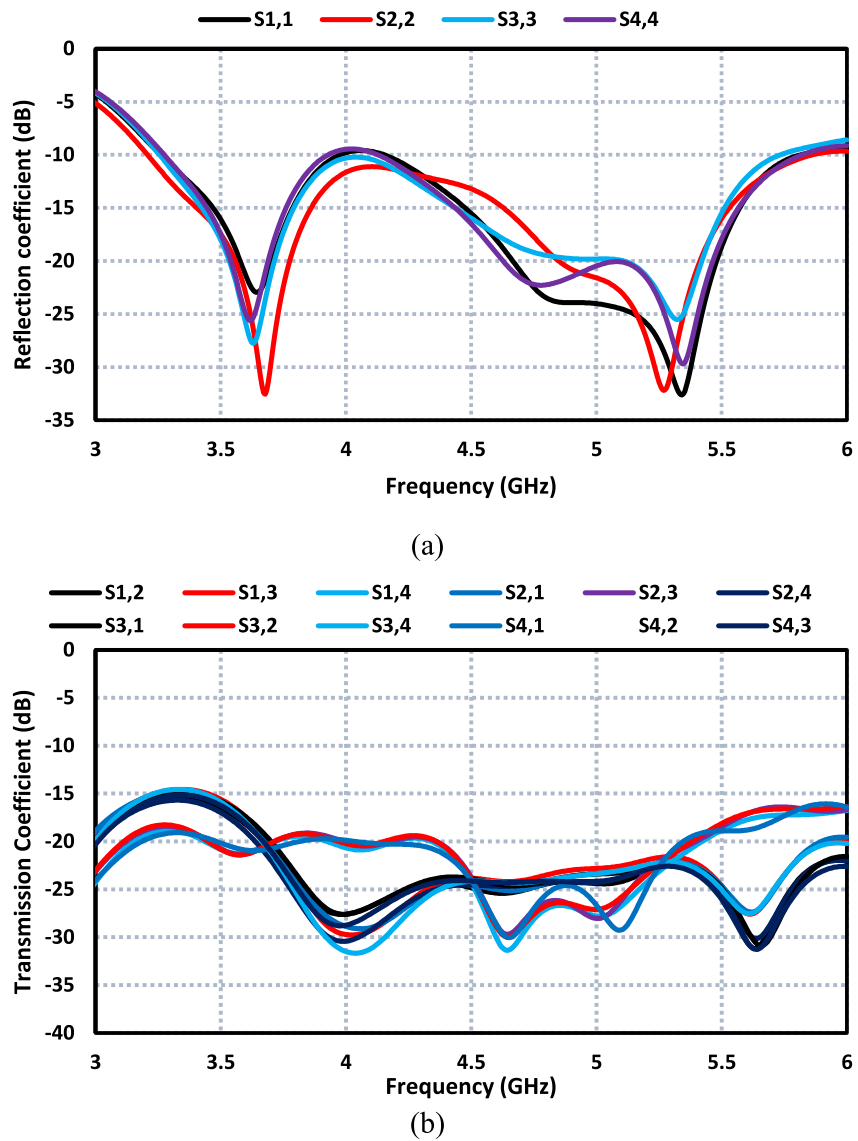 S1,1 S2,2 S3,3 S4,4
0
-5
-10
-15
-20
-25
-30
-35
Reflection coefficient (dB)
3 3.5 4 4.5 5 5.5 6
Frequency (GHz)
(a)
S1,2 S1,3 S1,4 S2,1 S2,3 S2,4
S3,1 S3,2 S3,4 S4,1 S4,2 S4,3
0
-5
-10
-15
-20
-25
-30
-35
-40
Transmission Coefficient (dB)
3 3.5 4 4.5 5 5.5 6
Frequency (GHz)
(b)